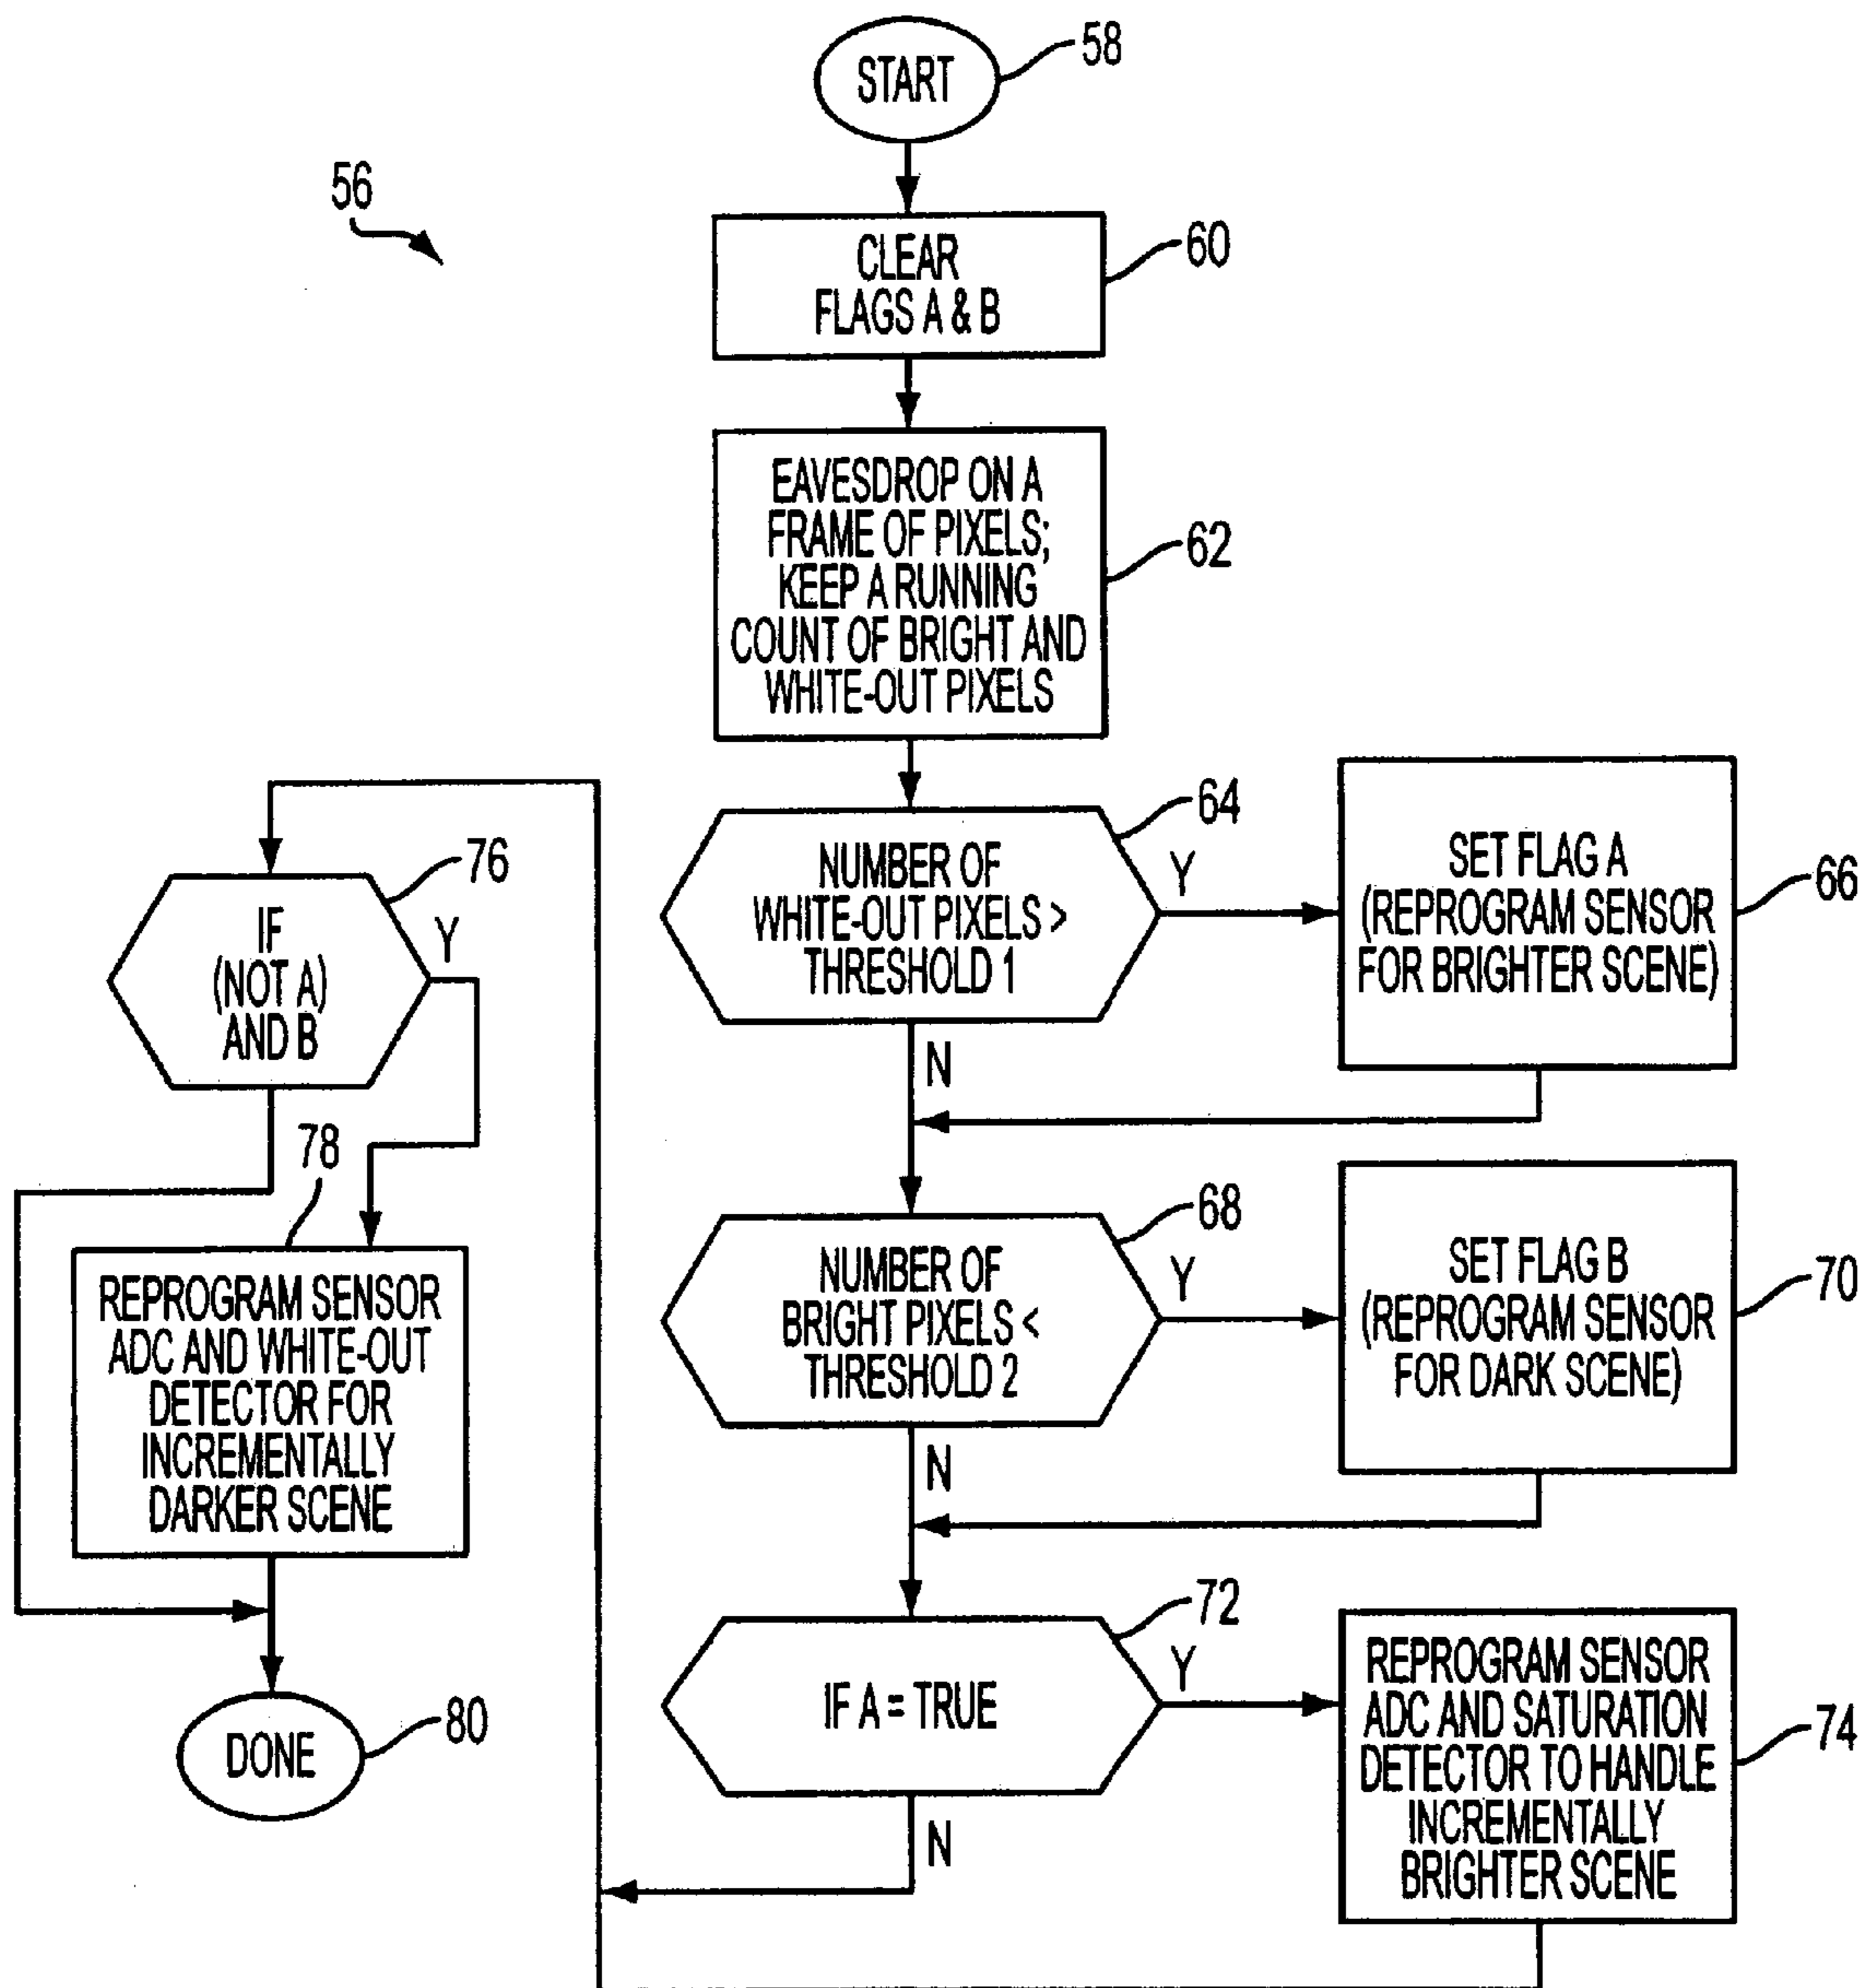 START
58
56
CLEAR
FLAGS A & B
60
EAVESDROP ON A
FRAME OF PIXELS;
KEEP A RUNNING
COUNT OF BRIGHT AND
WHITE-OUT PIXELS
62
NUMBER OF
WHITE-OUT PIXELS >
THRESHOLD 1
64
Y
N
SET FLAG A
(REPROGRAM SENSOR
FOR BRIGHTER SCENE)
66
NUMBER OF
BRIGHT PIXELS <
THRESHOLD 2
68
Y
N
SET FLAG B
(REPROGRAM SENSOR
FOR DARK SCENE)
70
IF A = TRUE
72
Y
N
REPROGRAM SENSOR
ADC AND SATURATION
DETECTOR TO HANDLE
INCREMENTALLY
BRIGHTER SCENE
74
IF
(NOT A)
AND B
76
Y
78
REPROGRAM SENSOR
ADC AND WHITE-OUT
DETECTOR FOR
INCREMENTALLY
DARKER SCENE
DONE
80